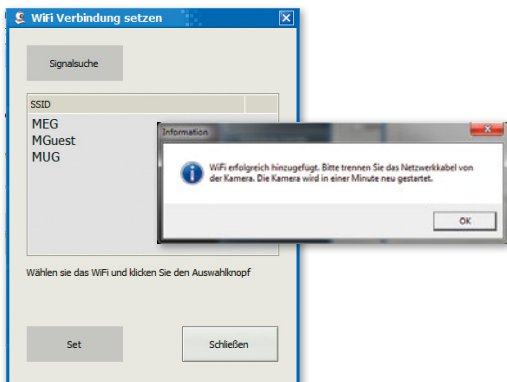 WiFi Verbindung setzen
Signalsuche
SSID
MEG
MGuest
MUG
Information
WiFi erfolgreich hinzugefügt. Bitte trennen Sie das Netzwerkkabel von
der Kamera. Die Kamera wird in einer Minute neu gestartet.
OK
Wählen sie das WiFi und klicken Sie den Auswahlknopf
Set
Schließen